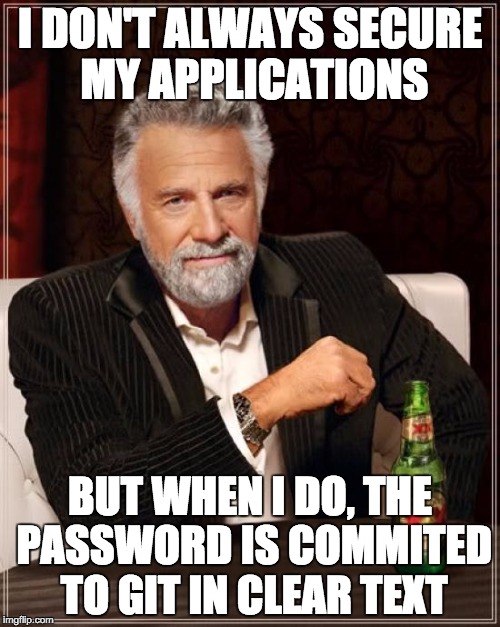 I DON'T ALWAYS SECURE
MY APPLICATIONS
XX
BUT WHEN I DO, THE
PASSWORD IS COMMITED
TO GIT IN CLEAR TEXT
imgflip.com